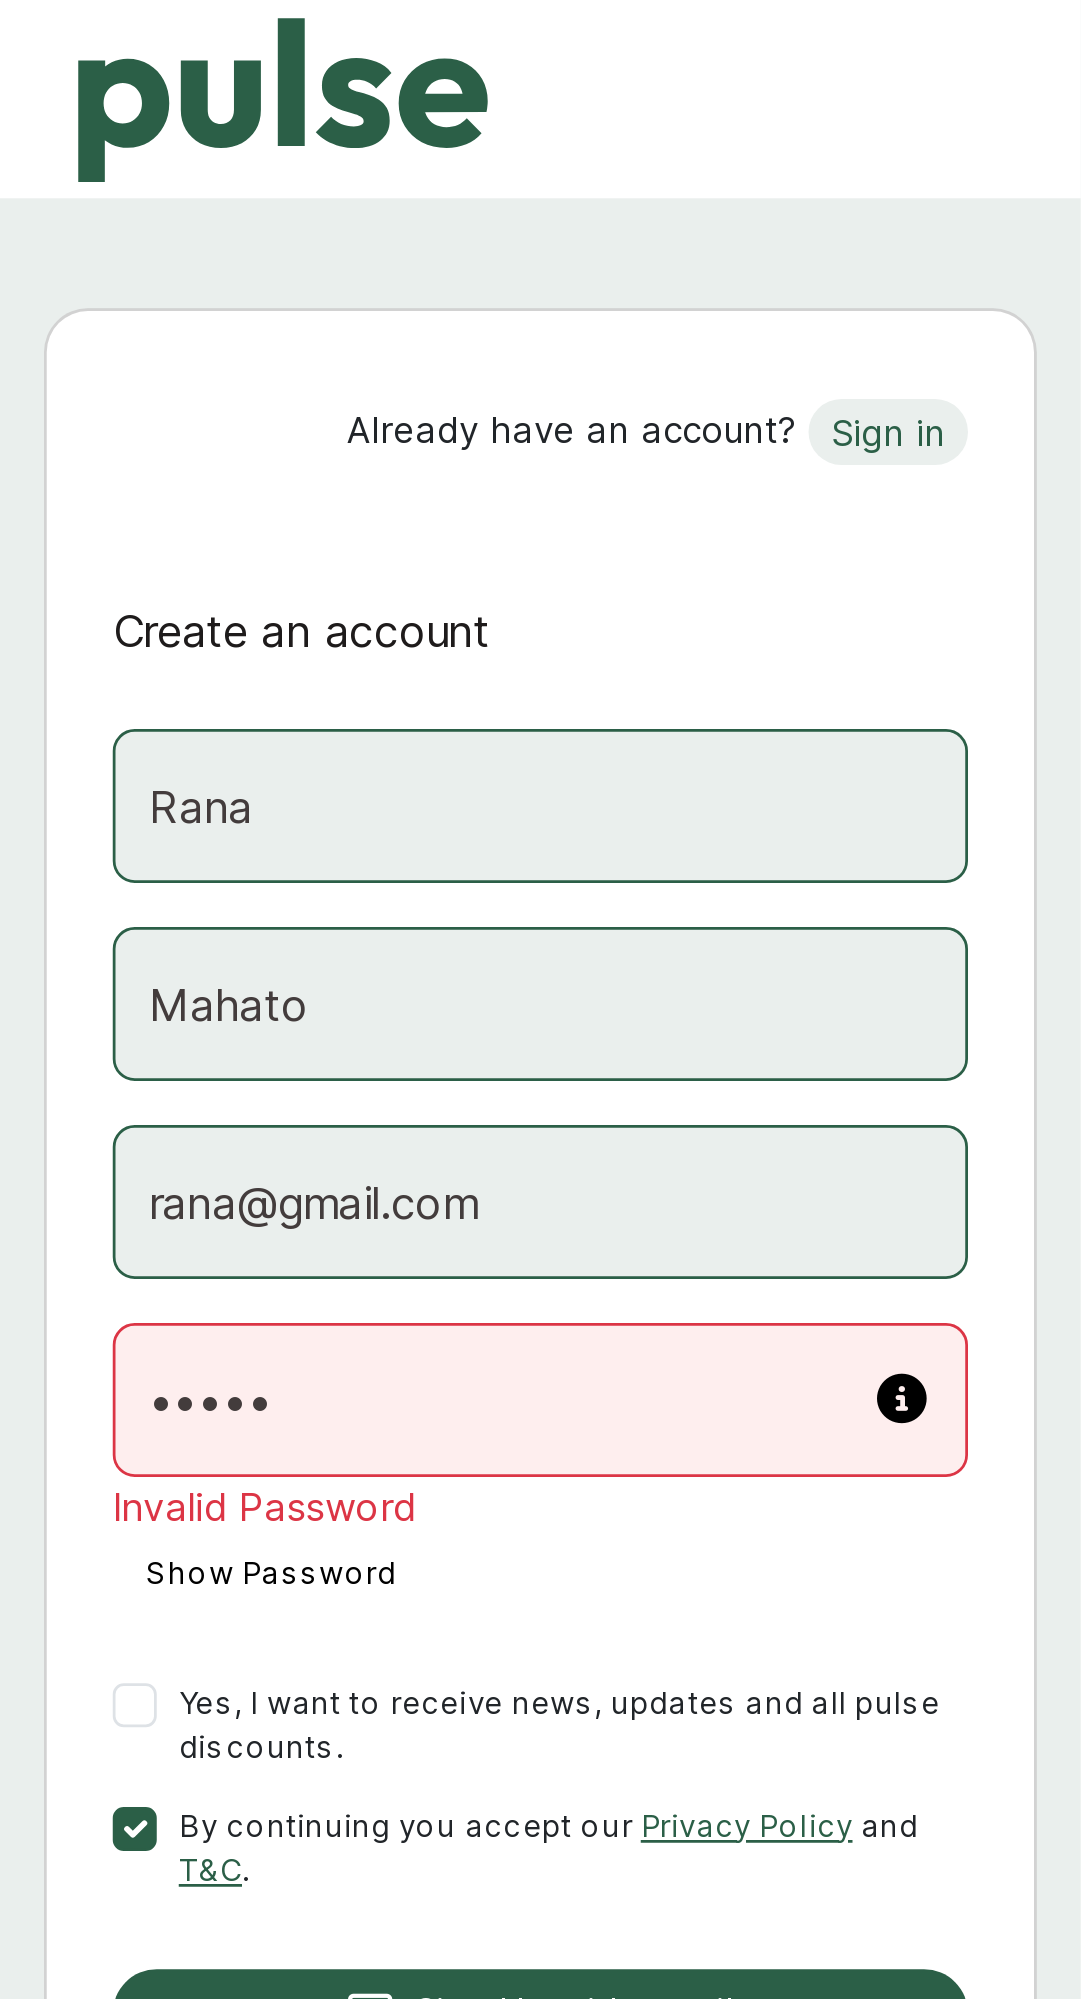 pulse
Already have an account? Sign in
Create an account
Rana
Mahato
rana@gmail.com
Invalid Password
Show Password
Yes, I want to receive news, updates and all pulse
discounts.
By continuing you accept our Privacy Policy and
T&C.